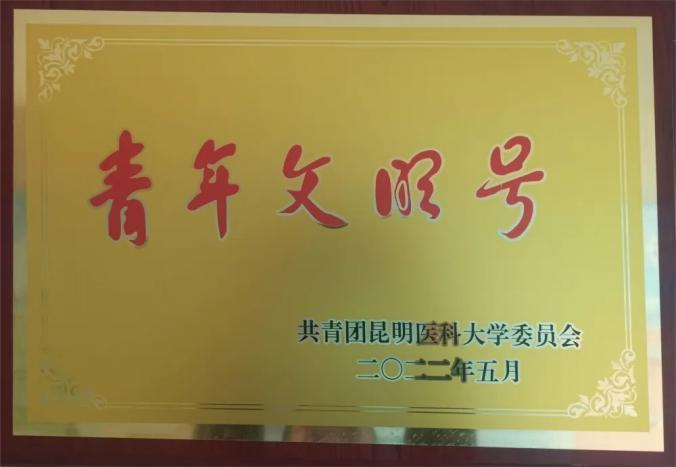 青年文明号
共青团昆明医科大学委员会
二〇二二年五月